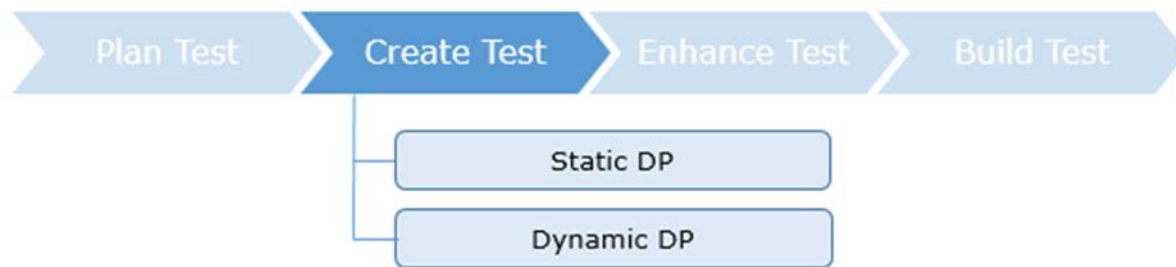 Plan Test
Create Test
Enhance Test
Build Test
Static DP
Dynamic DP